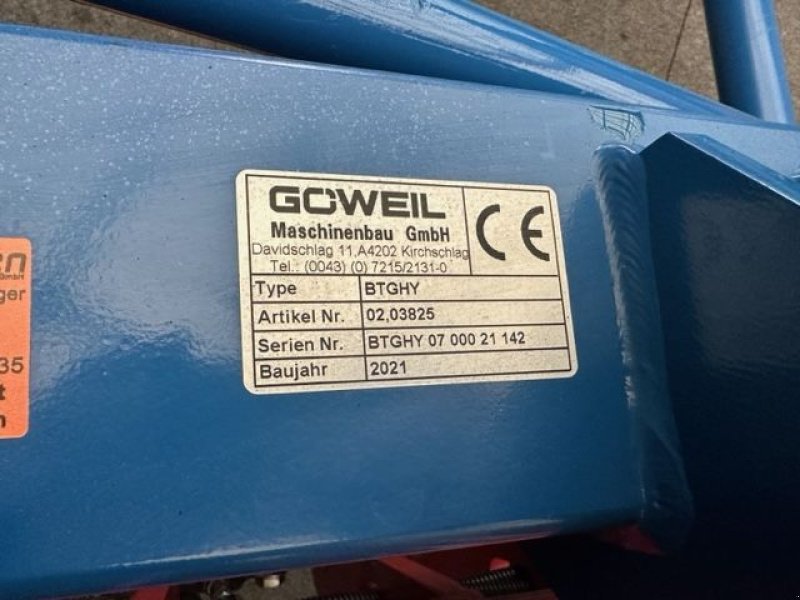 GÖWEIL
Maschinenbau GmbH
Davidschlag 11,A4202 Kirchschlag
Tel.: (0043) (0) 7215/2131-0
CE
Type BTGHY
Artikel Nr. 02,03825
Serien Nr. BTGHY 07 000 21 142
Baujahr 2021
35